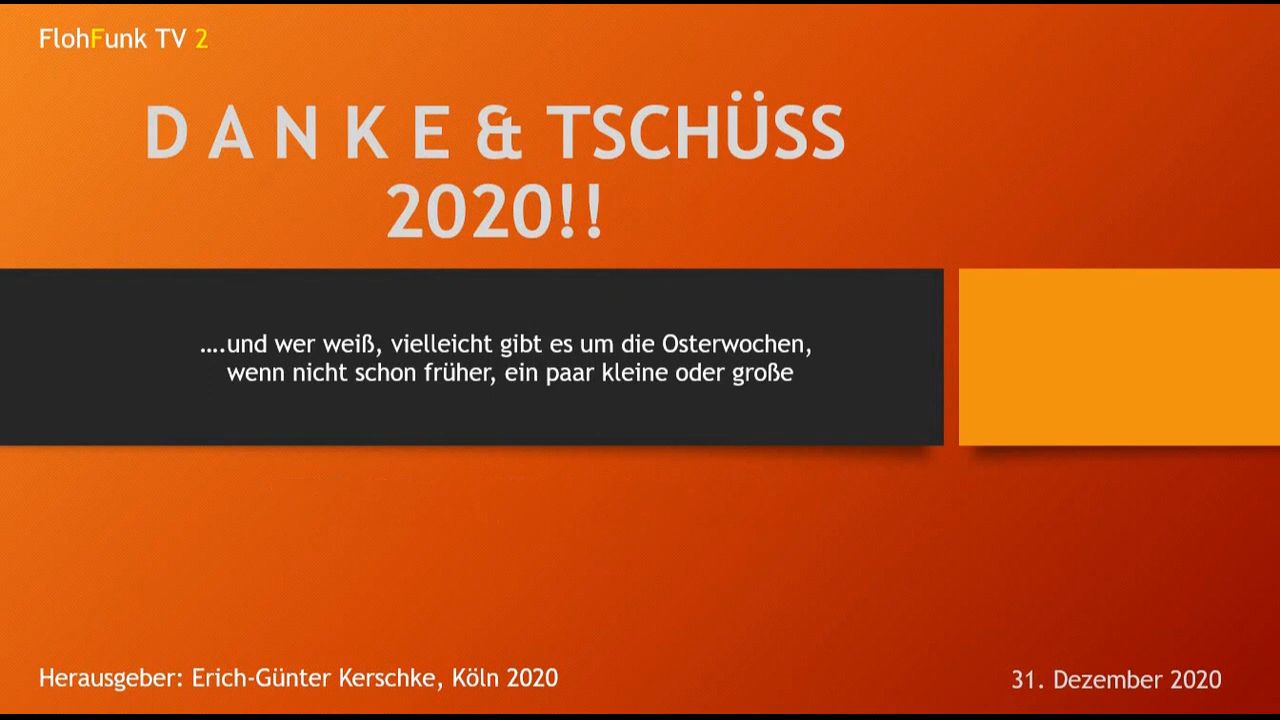 FlohFunk TV 2
D A N K E & TSCHÜSS
2020!!
....und wer weiß, vielleicht gibt es um die Osterwochen,
wenn nicht schon früher, ein paar kleine oder große
Herausgeber: Erich-Günter Kerschke, Köln 2020
31. Dezember 2020